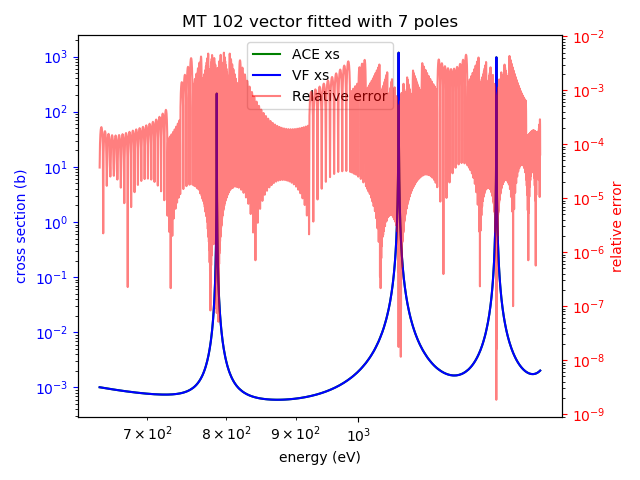 MT 102 vector fitted with 7 poles
ACE xs
VF xs
Relative error
cross section (b)
10³
10²
10¹
10⁰
10⁻¹
10⁻²
10⁻³
relative error
10⁻²
10⁻³
10⁻⁴
10⁻⁵
10⁻⁶
10⁻⁷
10⁻⁸
10⁻⁹
7 × 10² 8 × 10² 9 × 10² 10³
energy (eV)